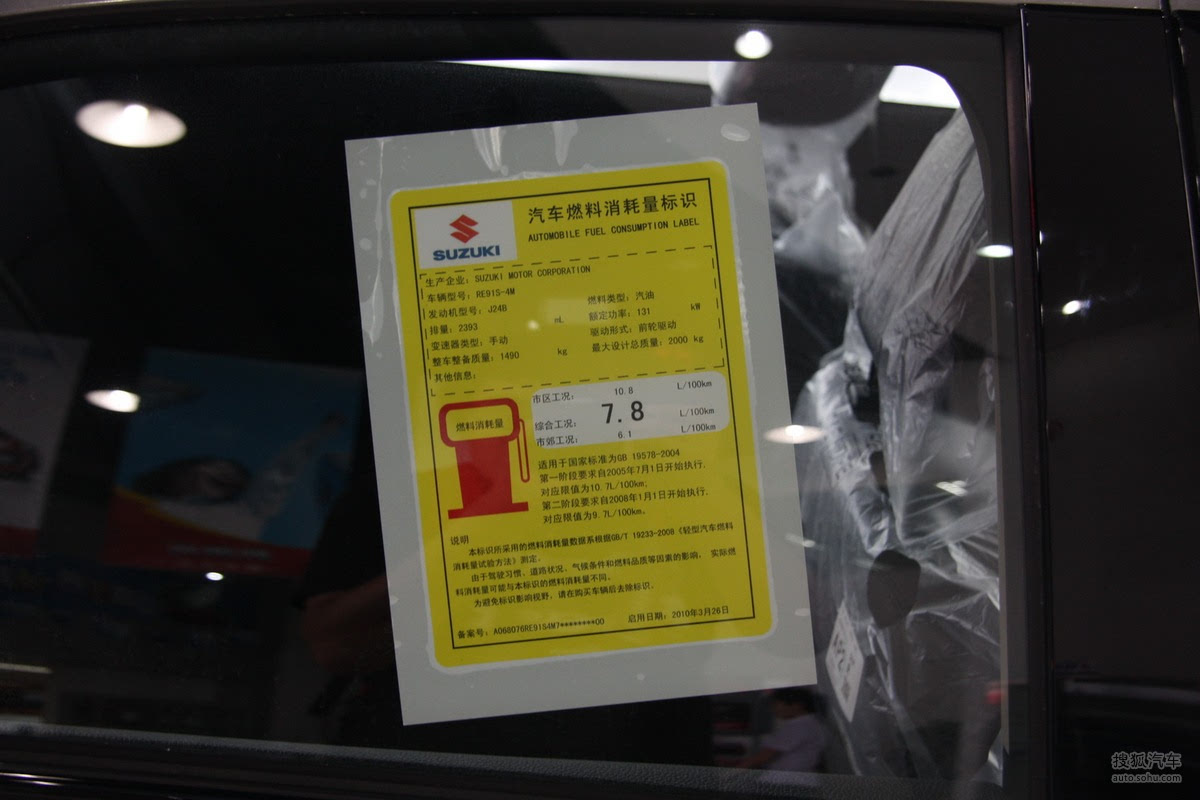 SUZUKI
汽车燃料消耗量标识
AUTOMOBILE FUEL CONSUMPTION LABEL
生产企业: SUZUKI MOTOR CORPORATION
车辆型号: RE91S-4M
发动机型号: J24B
燃料类型: 汽油
排量: 2393 mL
额定功率: 131 kW
变速器类型: 手动
驱动形式: 前轮驱动
整车整备质量: 1490 kg
最大设计总质量: 2000 kg
其他信息:
燃料消耗量
市区工况: 10.8 L/100km
综合工况: 7.8 L/100km
市郊工况: 6.1 L/100km
适用于国家标准为GB 19578-2004
第一阶段要求自2005年7月1日开始执行,
对应限值为10.7L/100km;
第二阶段要求自2008年1月1日开始执行,
对应限值为9.7L/100km。
说明
本标识所采用的燃料消耗量数据系根据GB/T 19233-2008《轻型汽车燃料
消耗量试验方法》测定。
由于驾驶习惯、道路状况、气候条件和燃料品质等因素的影响, 实际燃
料消耗量可能与本标识的燃料消耗量不同。
为避免标识影响视野, 请在购买车辆后去除标识。
备案号: A068076RE91S4M7********00 启用日期: 2010年3月26日
搜狐汽车
auto.sohu.com